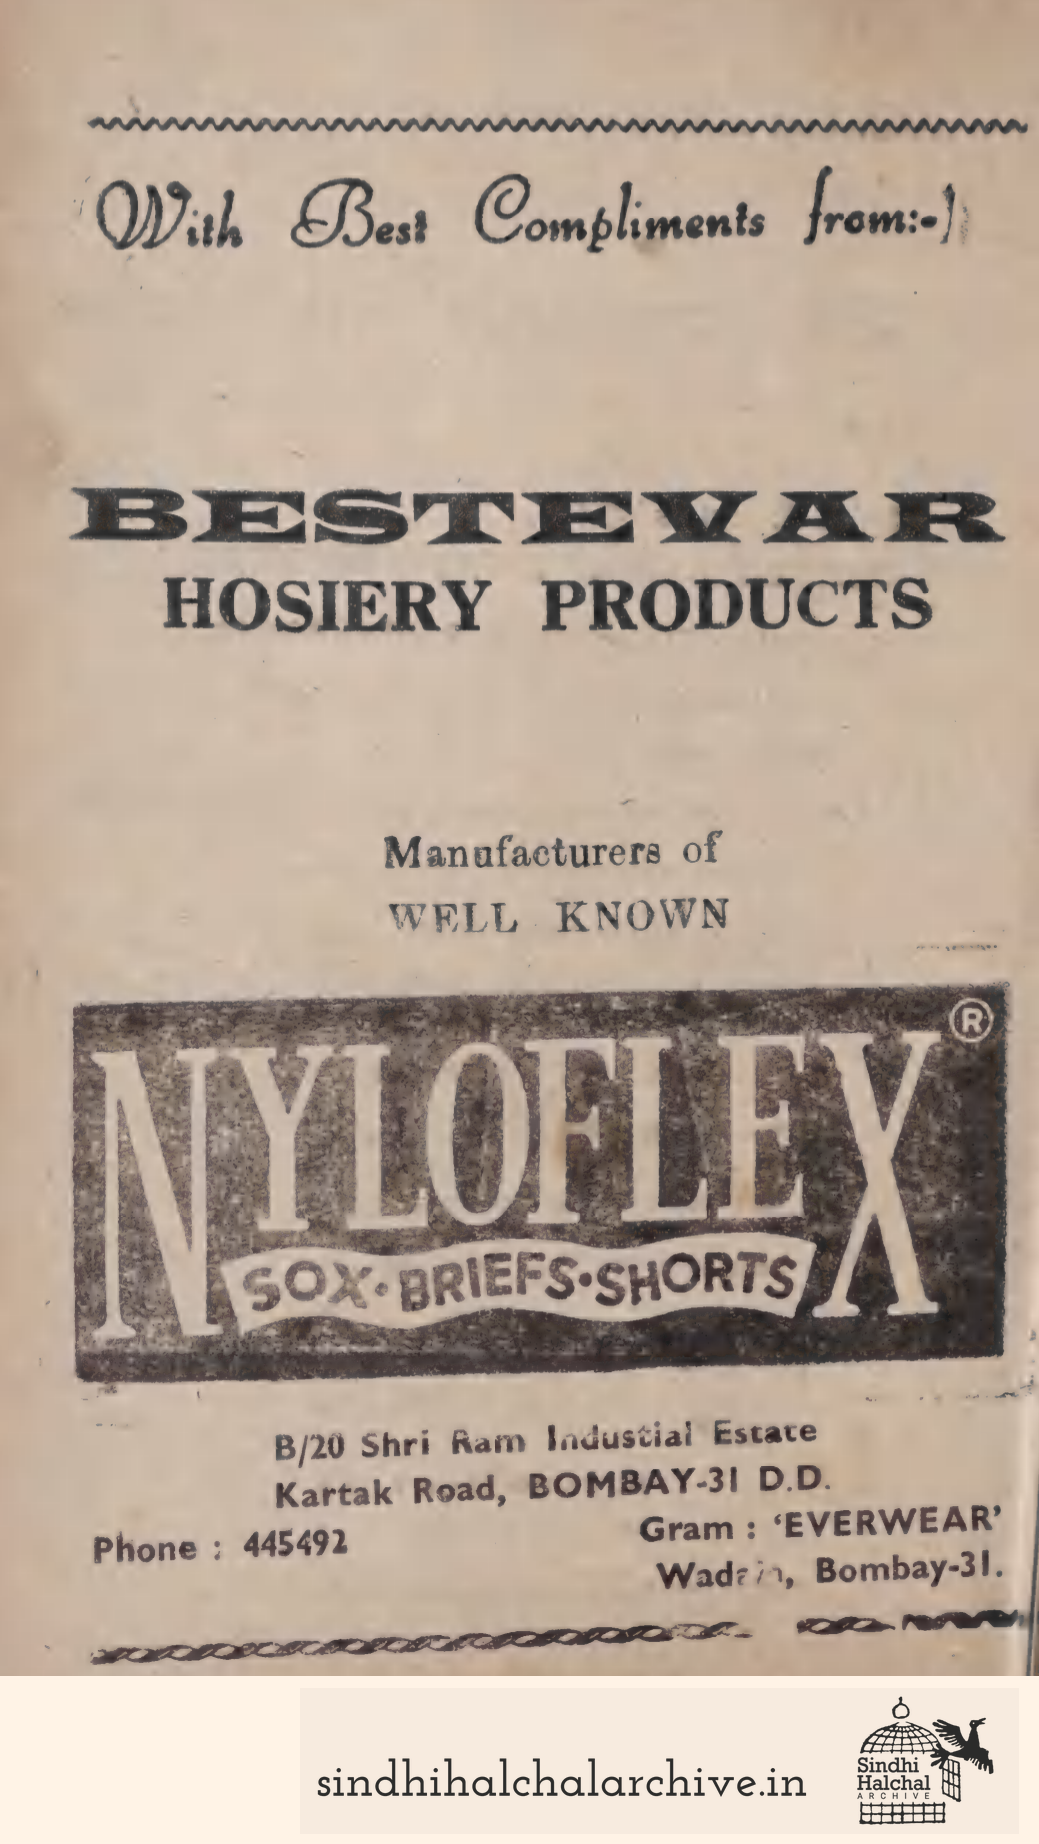 With Best Compliments from:-
BESTEVAR
HOSIERY PRODUCTS
Manufacturers of
WELL KNOWN
NYLOFLEX ®
SOX•BRIEFS•SHORTS
B/20 Shri Ram Industial Estate
Kartak Road, BOMBAY-31 D.D.
Phone : 445492
Gram : ‘EVERWEAR’
Bombay-31.
sindhihalchalarchive.in
Sindhi
Halchal
ARCHIVE